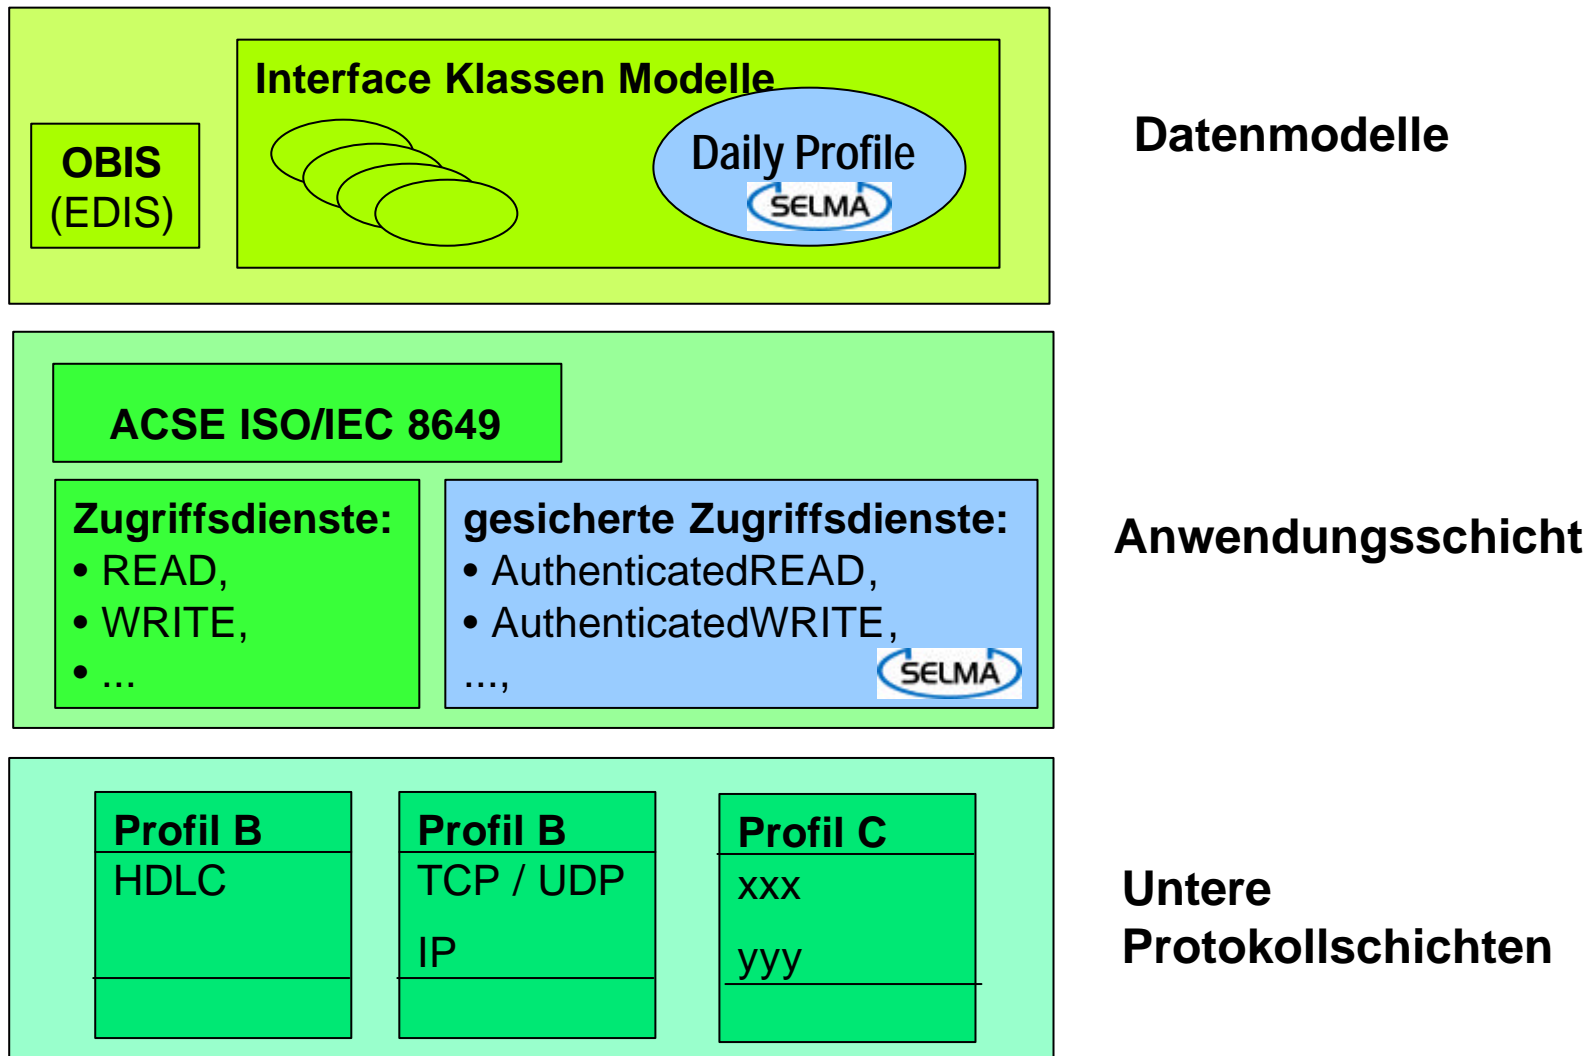 Interface Klassen Modelle
OBIS
(EDIS)
Daily Profile
SELMA
Datenmodelle
ACSE ISO/IEC 8649
Zugriffsdienste:
• READ,
• WRITE,
• ...
gesicherte Zugriffsdienste:
• AuthenticatedREAD,
• AuthenticatedWRITE,
...,
SELMA
Anwendungsschicht
Profil B
HDLC
Profil B
TCP / UDP
IP
Profil C
xxx
yyy
Untere
Protokollschichten